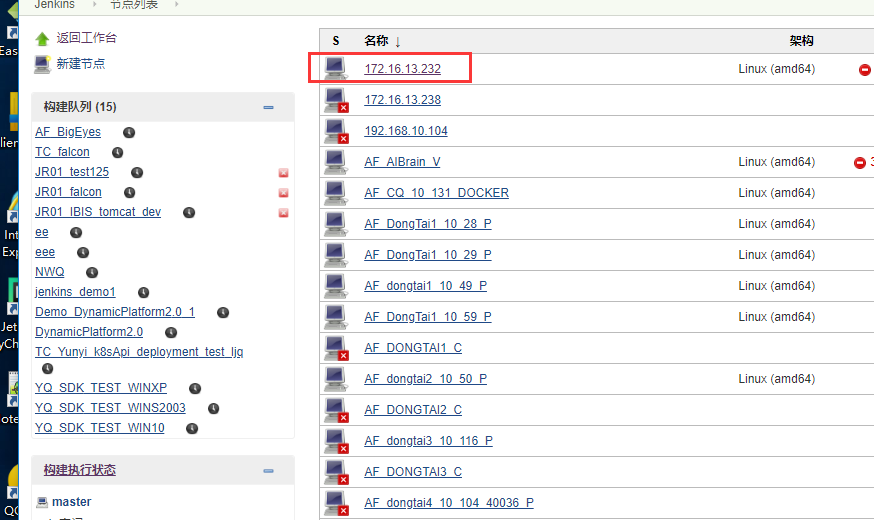 Jenkins 节点列表
返回工作台
新建节点
构建队列 (15)
AF_BigEyes
TC_falcon
JR01_test125
JR01_falcon
JR01_IBIS_tomcat_dev
ee
eee
NWQ
jenkins_demo1
Demo_DynamicPlatform2.0_1
DynamicPlatform2.0
TC_Yunyi_k8sApi_deployment_test_ljq
YQ_SDK_TEST_WINXP
YQ_SDK_TEST_WINS2003
YQ_SDK_TEST_WIN10
构建执行状态
master
S 名称 ↓ 架构
172.16.13.232 Linux (amd64)
172.16.13.238
192.168.10.104
AF_AIBrain_V Linux (amd64) 3
AF_CQ_10_131_DOCKER Linux (amd64)
AF_DongTai1_10_28_P Linux (amd64)
AF_DongTai1_10_29_P Linux (amd64)
AF_dongtai1_10_49_P Linux (amd64)
AF_DongTai1_10_59_P Linux (amd64)
AF_DONGTAI1_C
AF_dongtai2_10_50_P Linux (amd64)
AF_DONGTAI2_C
AF_dongtai3_10_116_P
AF_DONGTAI3_C
AF_dongtai4_10_104_40036_P
Eas
lien
Int
Exp
Jet
yCh
ote
QQ